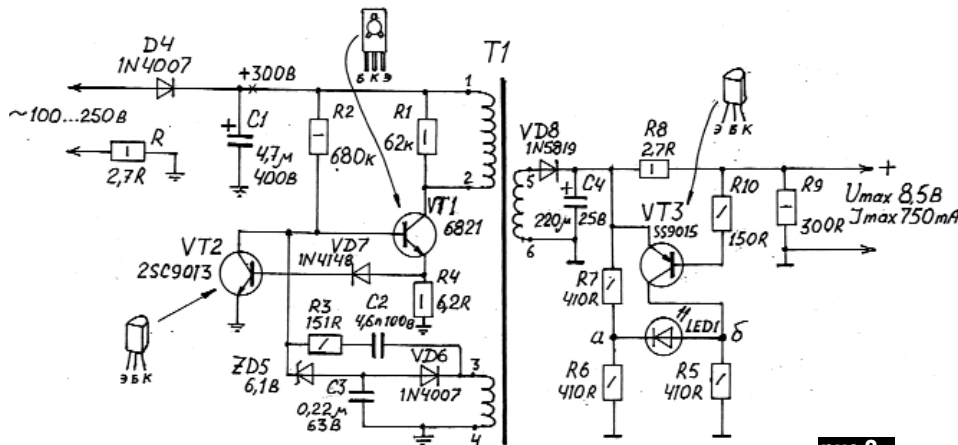 D4
1N4007
+300В
~100...250В
R
2,7R
+
C1
4,7м
400В
R2
680к
R1
62к
Б К Э
T1
1
2
VT1
6821
VT2
2SC9013
VD7
1N4148
R4
6,2R
Э Б К
R3
151R
C2
4,6п 100В
ZD5
6,1В
C3
0,22м
63В
VD6
1N4007
3
4
VD8
1N5819
5
6
+
C4
220м
25В
R8
2,7R
Э Б К
VT3
SS9015
R10
150R
R9
300R
+
Umax 8,5В
Jmax 750mA
R7
410R
а
LED1
б
R6
410R
R5
410R